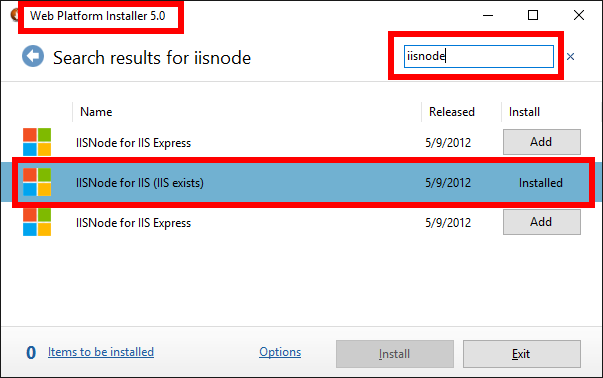 Web Platform Installer 5.0
Search results for iisnode
iisnode
Name Released Install
IISNode for IIS Express 5/9/2012 Add
IISNode for IIS (IIS exists) 5/9/2012 Installed
IISNode for IIS Express 5/9/2012 Add
0 Items to be installed Options Install Exit